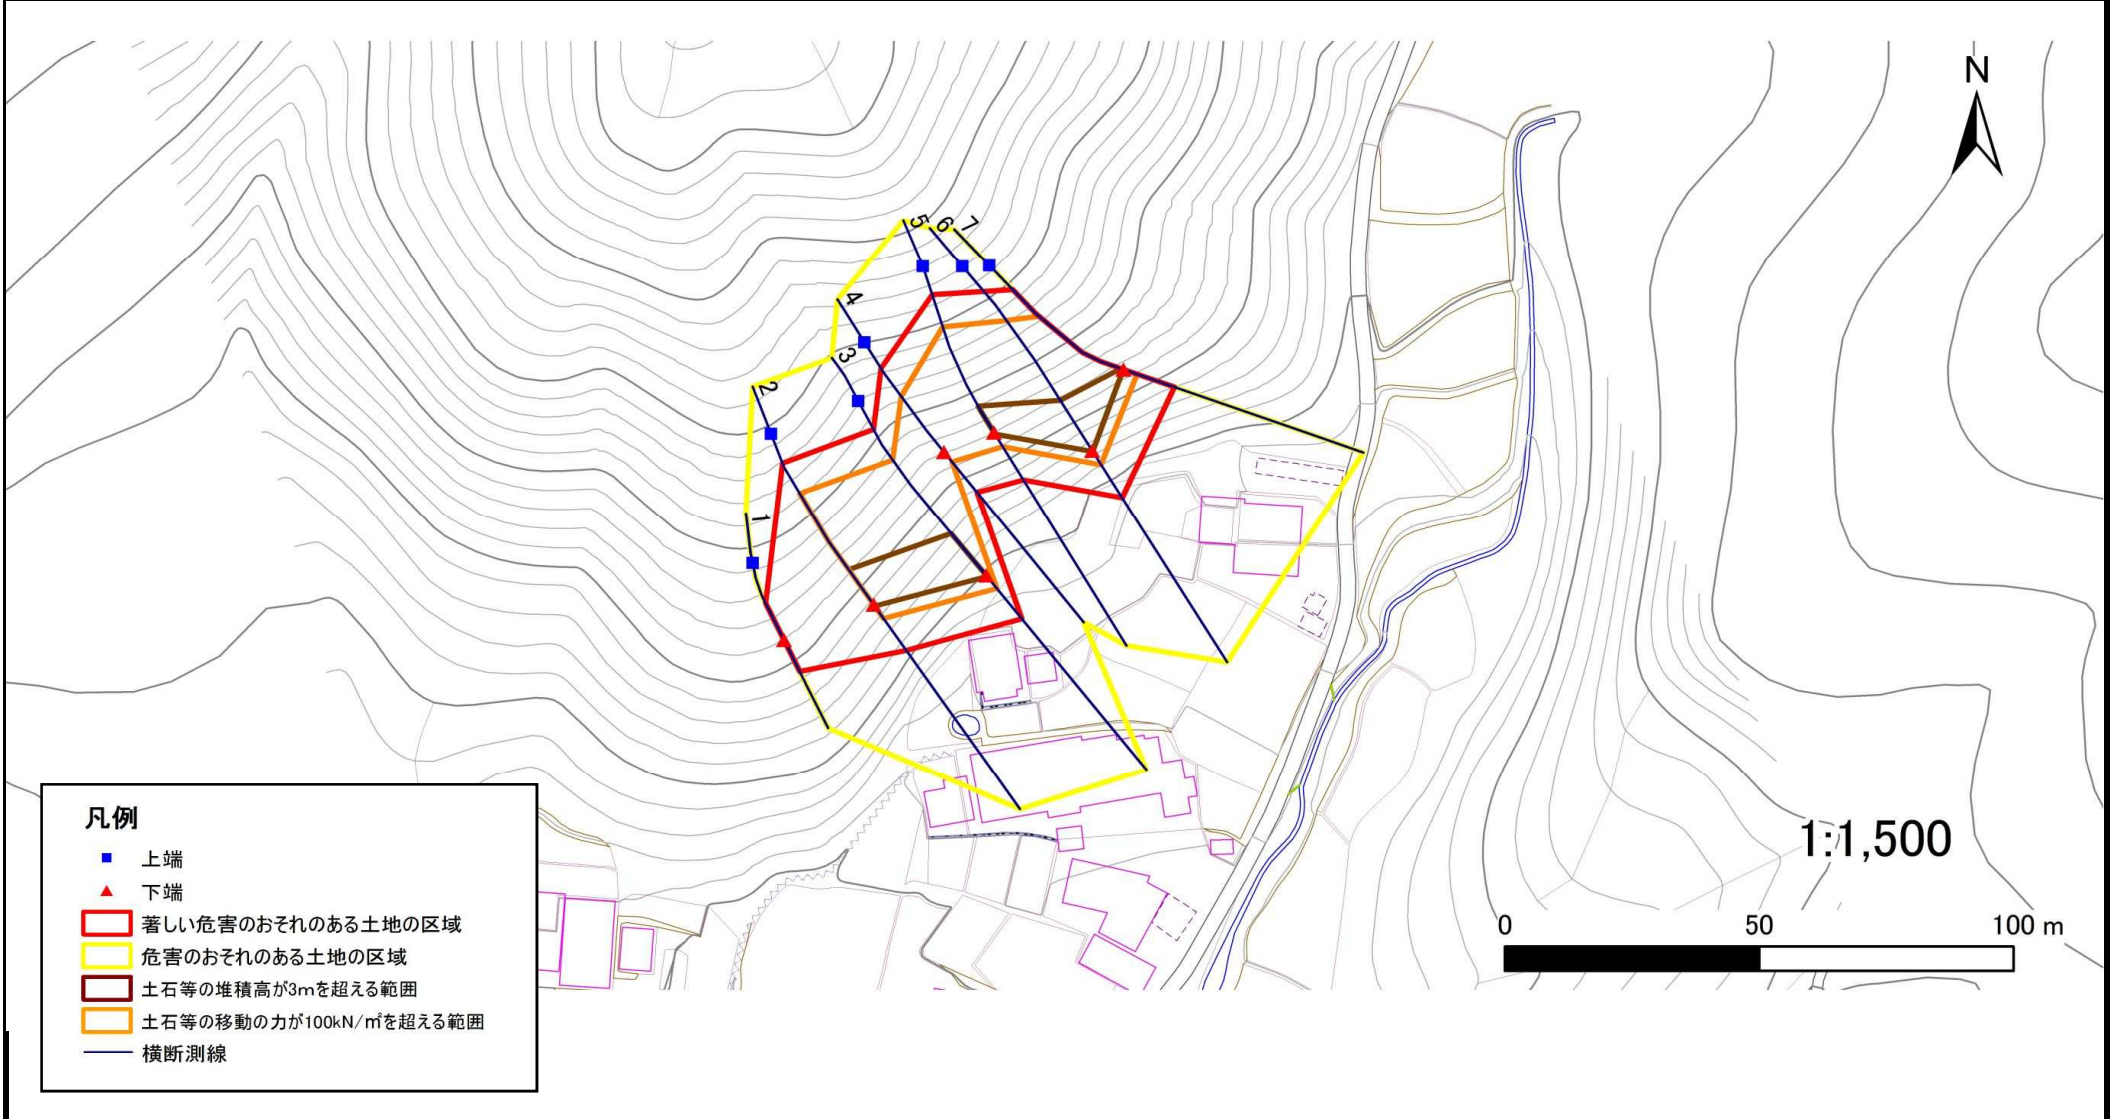 N
5
6
7
4
3
2
1
凡例
上端
下端
著しい危害のおそれのある土地の区域
危害のおそれのある土地の区域
土石等の堆積高が3mを超える範囲
土石等の移動の力が100kN/㎡を超える範囲
横断測線
1:1,500
0 50 100 m